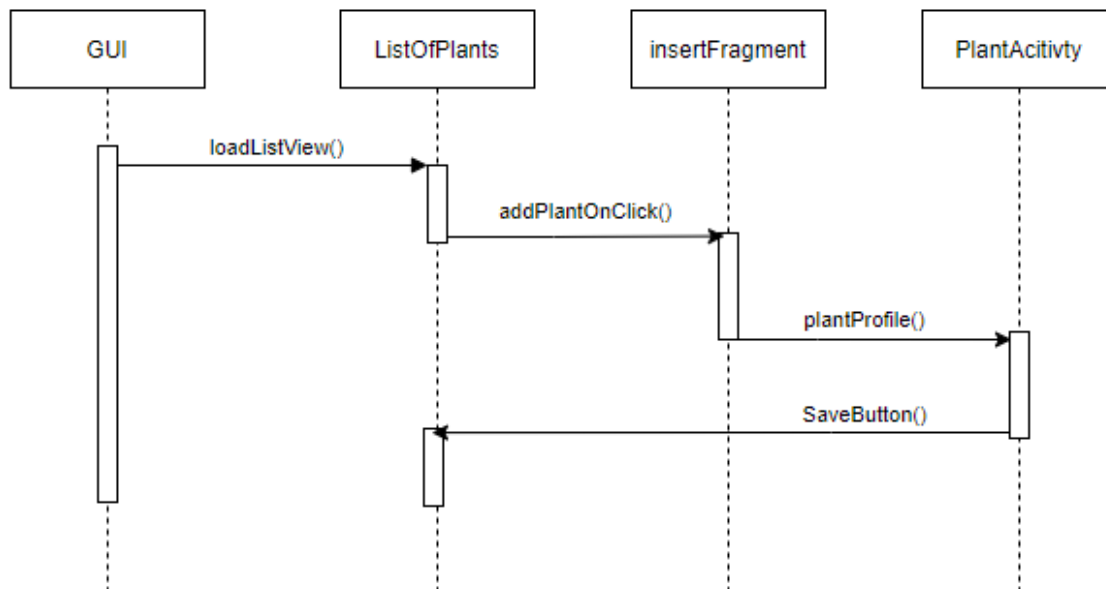 GUI
ListOfPlants
insertFragment
PlantAcitivty
loadListView()
addPlantOnClick()
plantProfile()
SaveButton()